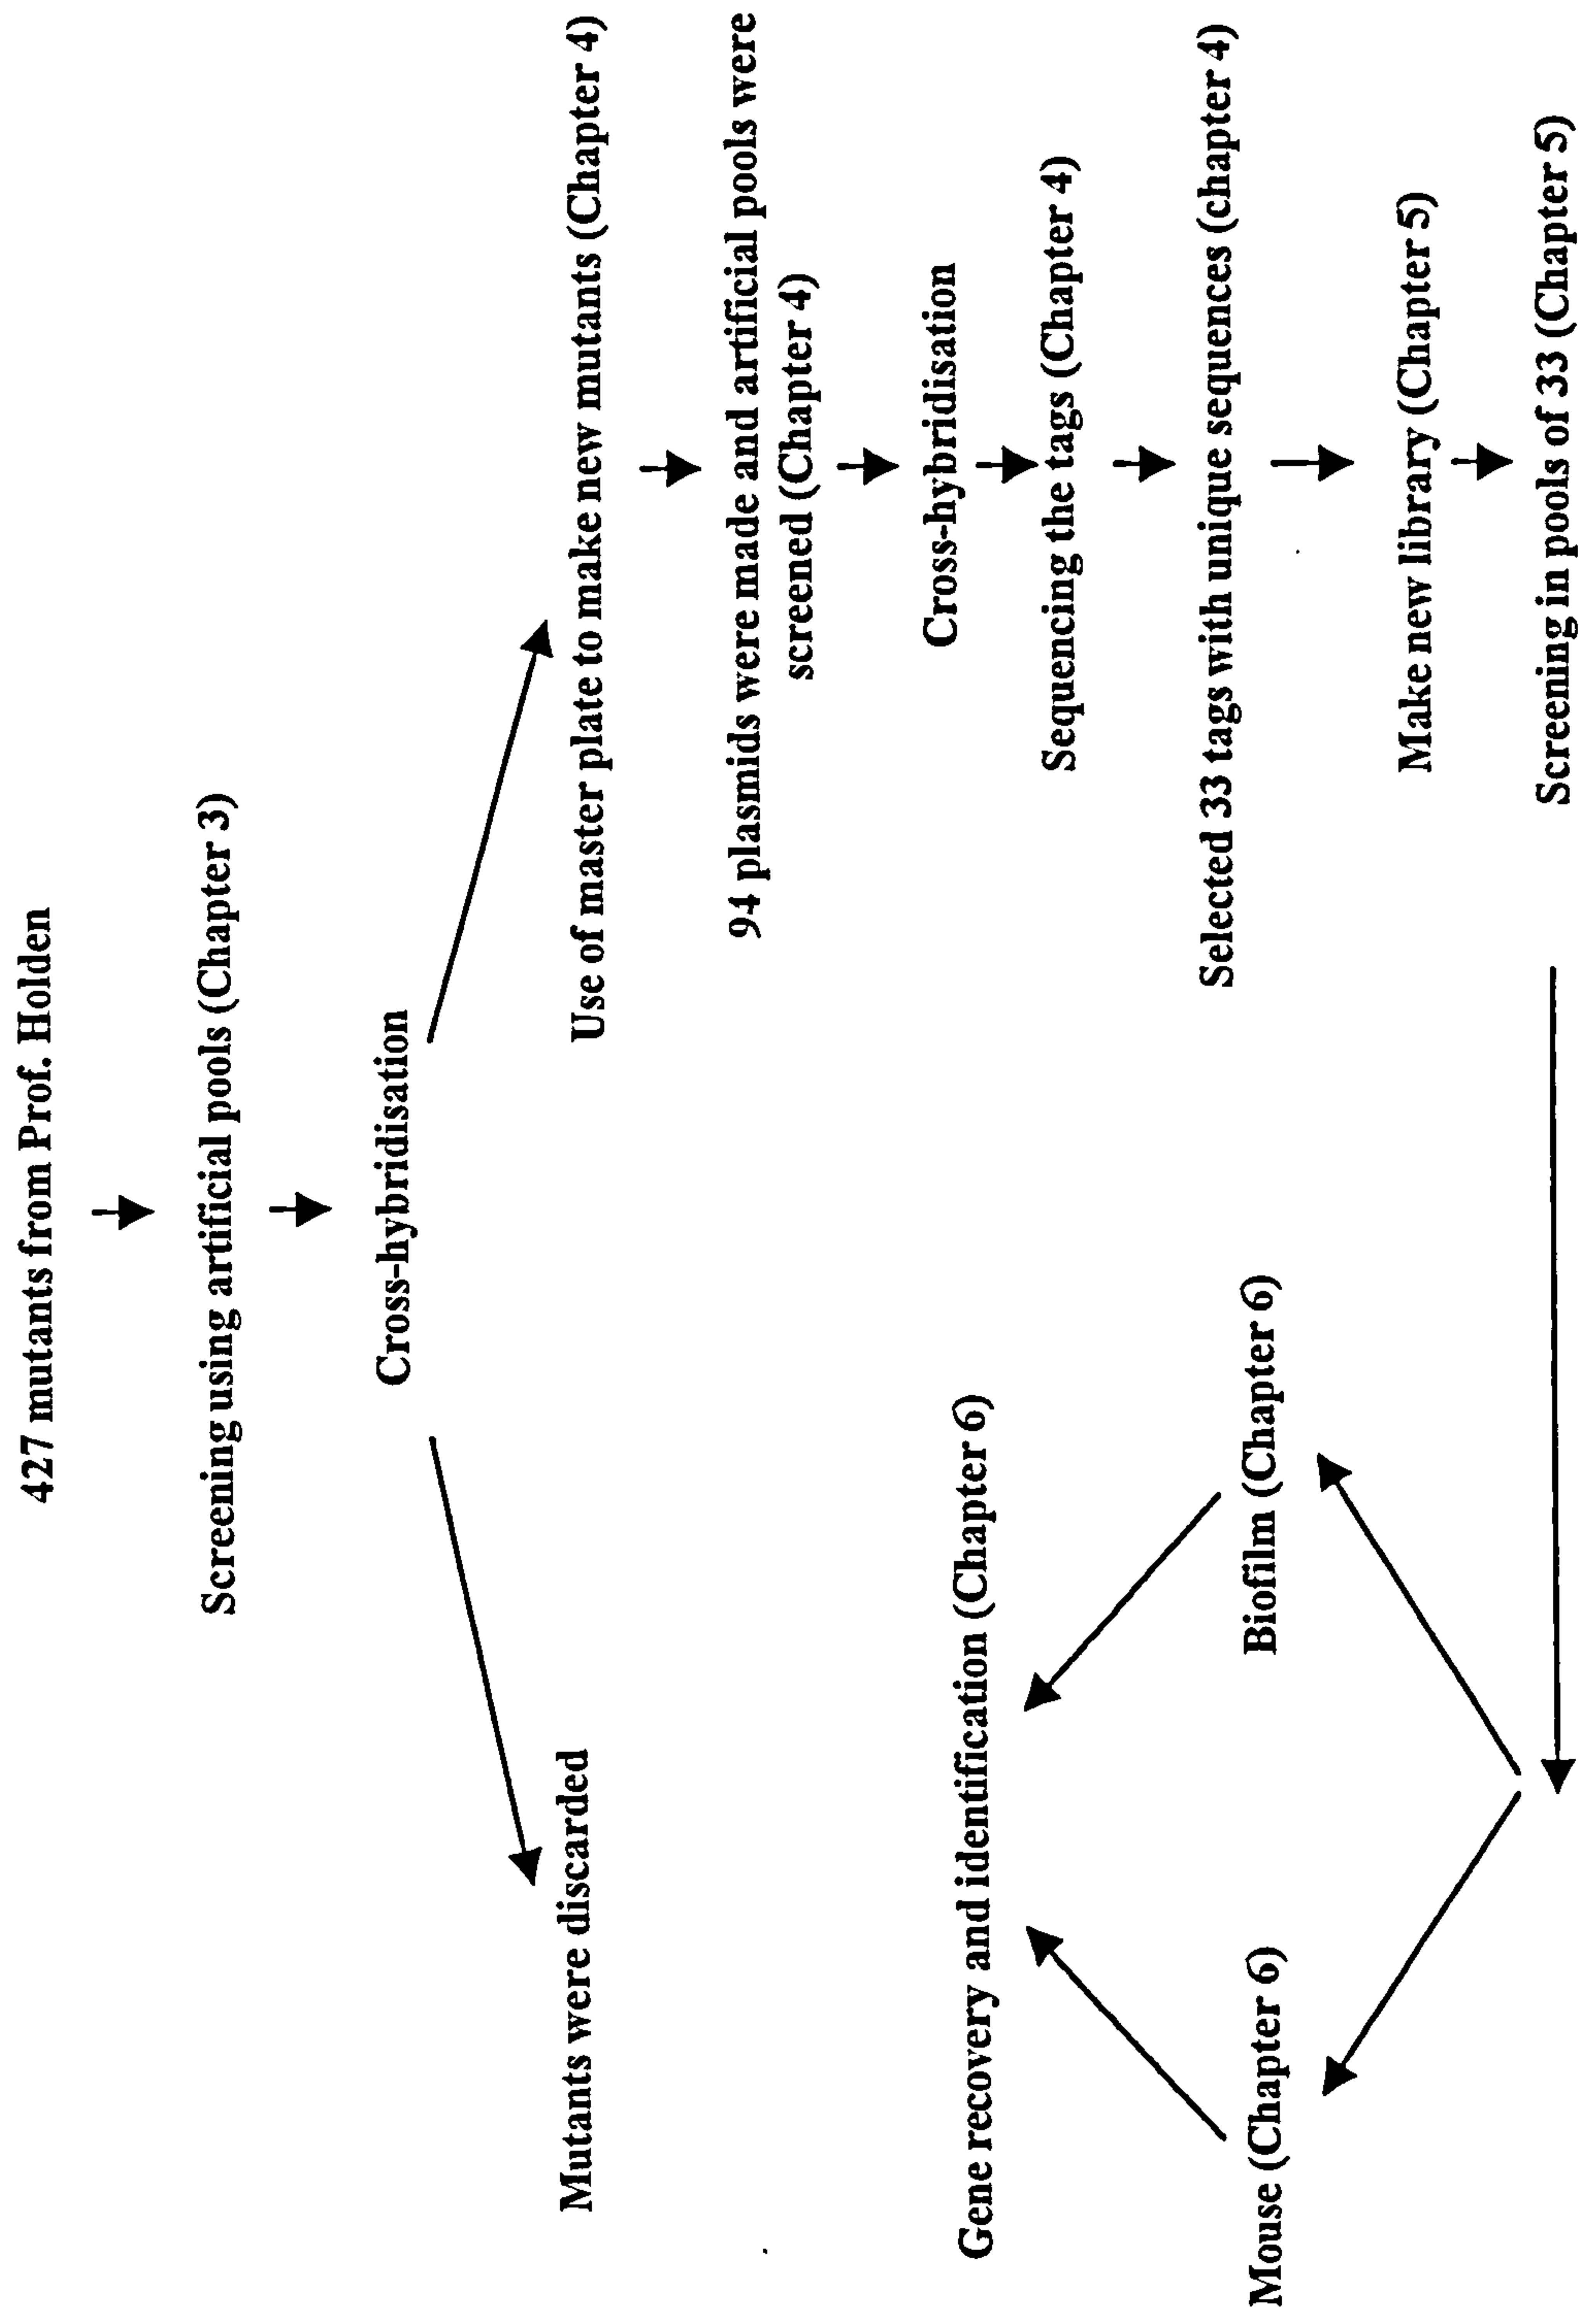 427 mutants from Prof. Holden
Screening using artificial pools (Chapter 3)
Cross-hybridisation
Mutants were discarded
Use of master plate to make new mutants (Chapter 4)
94 plasmids were made and artificial pools were
screened (Chapter 4)
Cross-hybridisation
Sequencing the tags (Chapter 4)
Selected 33 tags with unique sequences (chapter 4)
Make new library (Chapter 5)
Screening in pools of 33 (Chapter 5)
Mouse (Chapter 6)
Biofilm (Chapter 6)
Gene recovery and identification (Chapter 6)